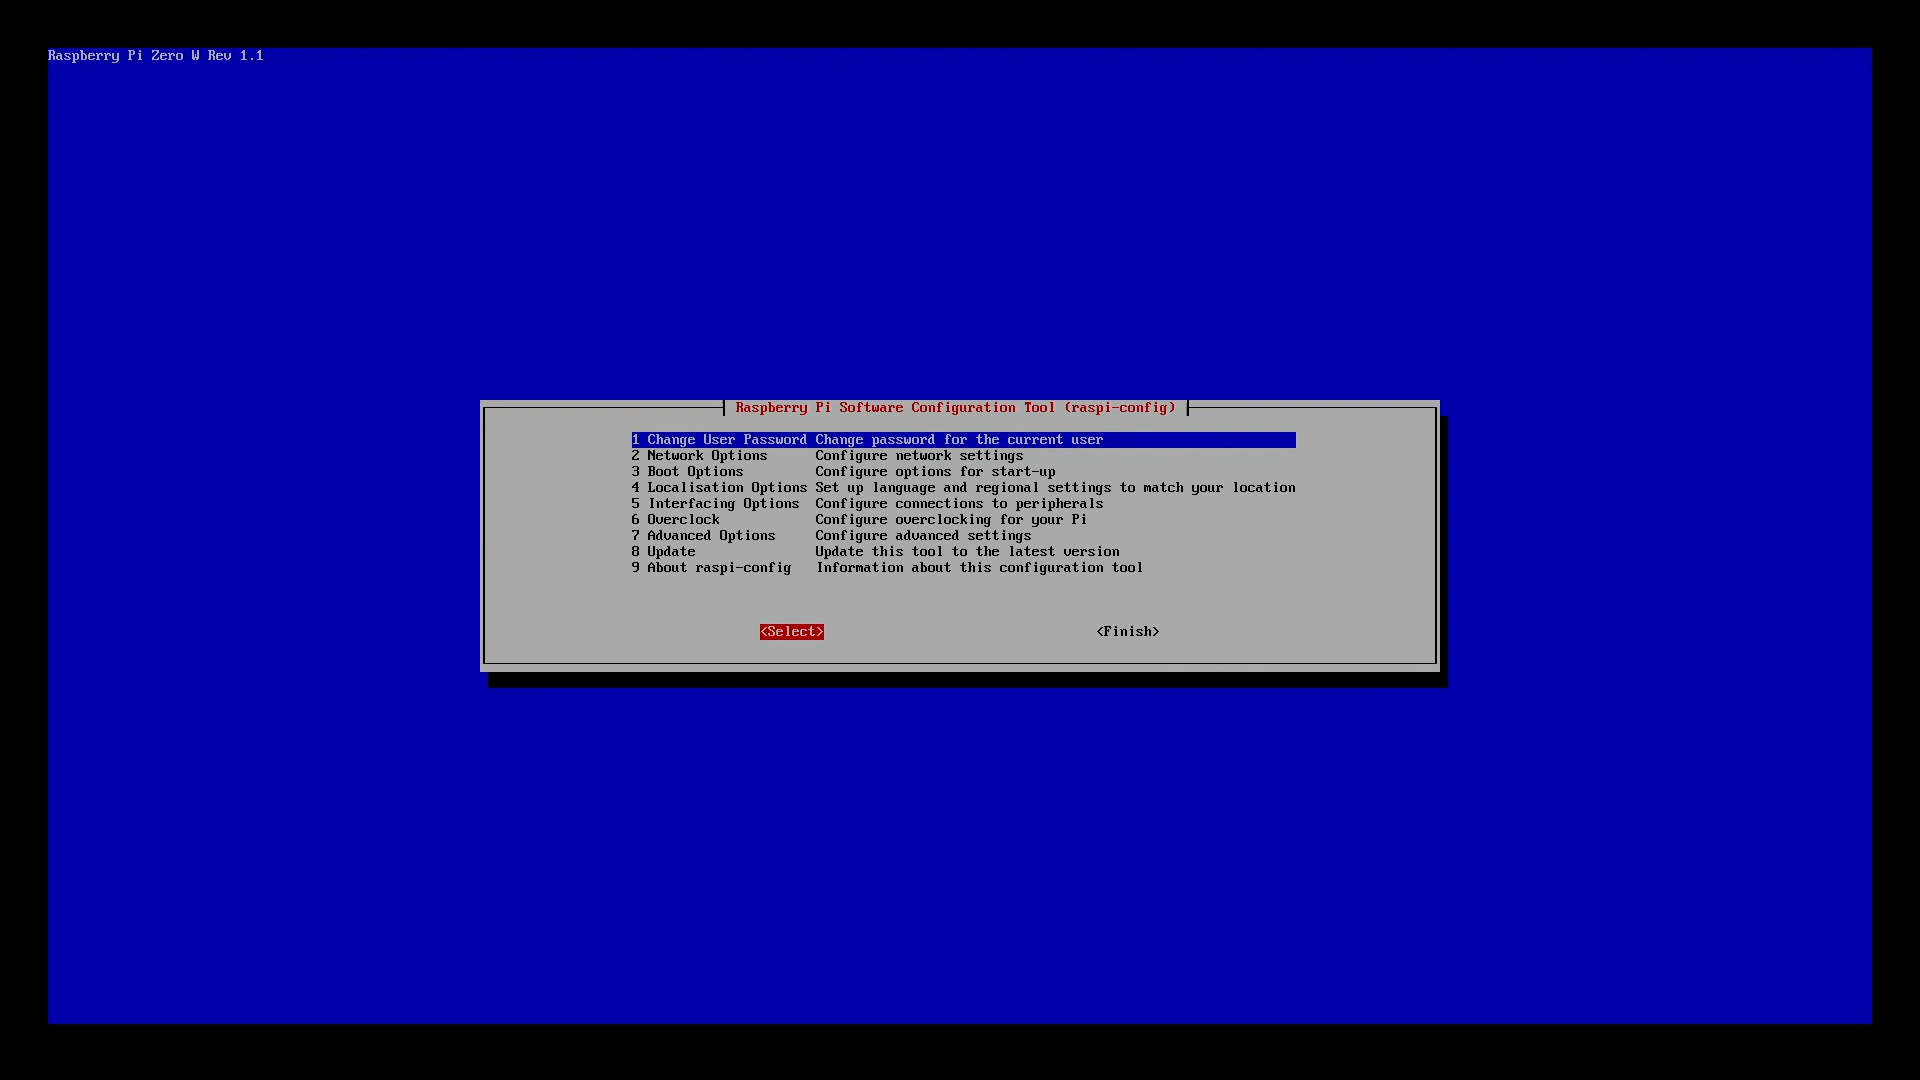 Raspberry Pi Zero W Rev 1.1
Raspberry Pi Software Configuration Tool (raspi-config)
1 Change User Password Change password for the current user
2 Network Options Configure network settings
3 Boot Options Configure options for start-up
4 Localisation Options Set up language and regional settings to match your location
5 Interfacing Options Configure connections to peripherals
6 Overclock Configure overclocking for your Pi
7 Advanced Options Configure advanced settings
8 Update Update this tool to the latest version
9 About raspi-config Information about this configuration tool
<Select> <Finish>